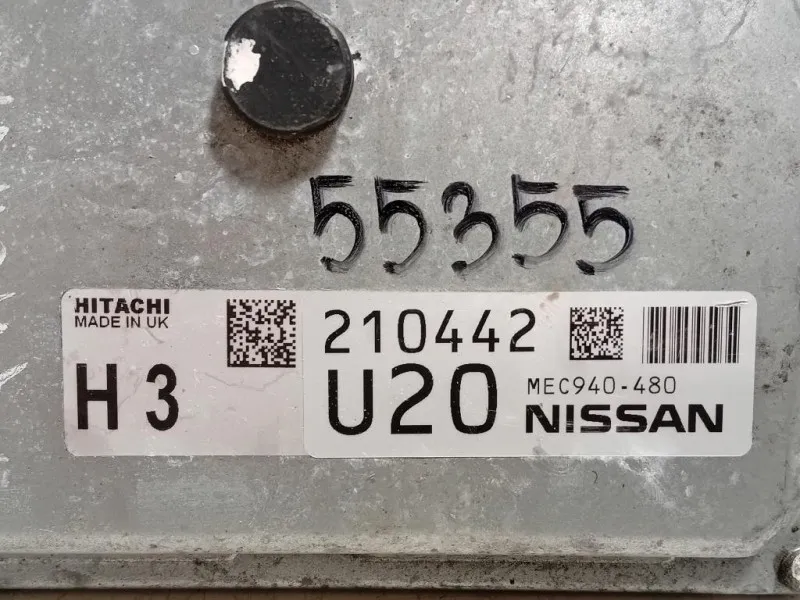 55355
HITACHI
MADE IN UK
H3
210442
U20
MEC940-480
NISSAN